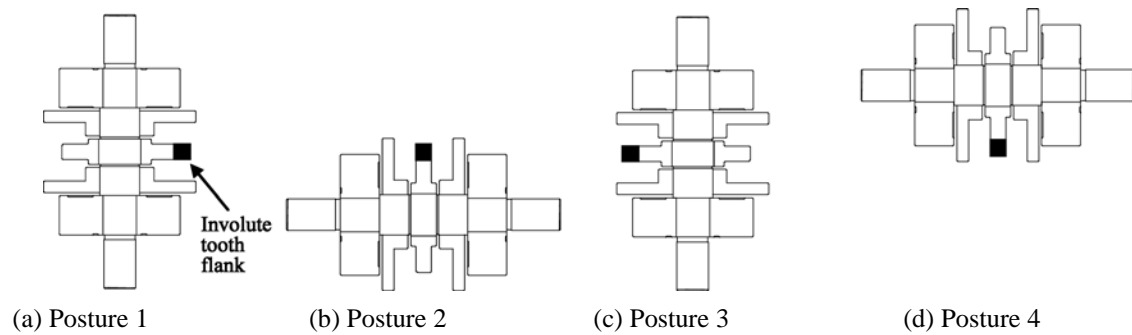 Involute
tooth
flank
(a) Posture 1
(b) Posture 2
(c) Posture 3
(d) Posture 4